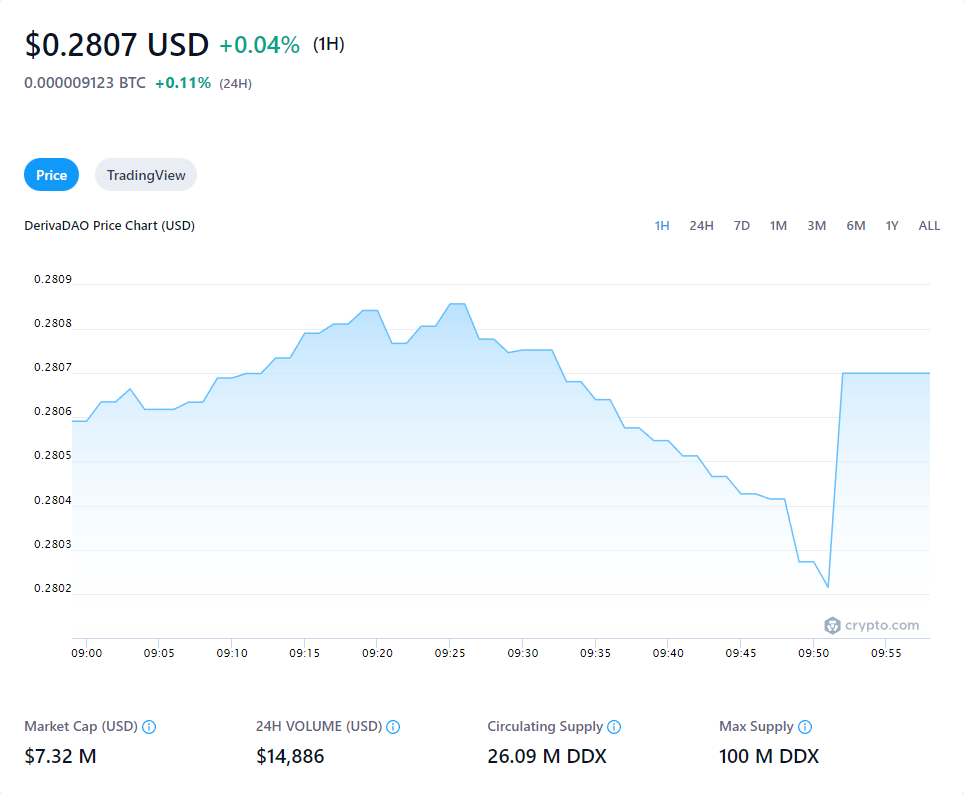 $0.2807 USD +0.04% (1H)
0.000009123 BTC +0.11% (24H)
Price TradingView
DerivaDAO Price Chart (USD) 1H 24H 7D 1M 3M 6M 1Y ALL
0.2809
0.2808
0.2807
0.2806
0.2805
0.2804
0.2803
0.2802
crypto.com
09:00 09:05 09:10 09:15 09:20 09:25 09:30 09:35 09:40 09:45 09:50 09:55
Market Cap (USD) 24H VOLUME (USD) Circulating Supply Max Supply
$7.32 M $14,886 26.09 M DDX 100 M DDX